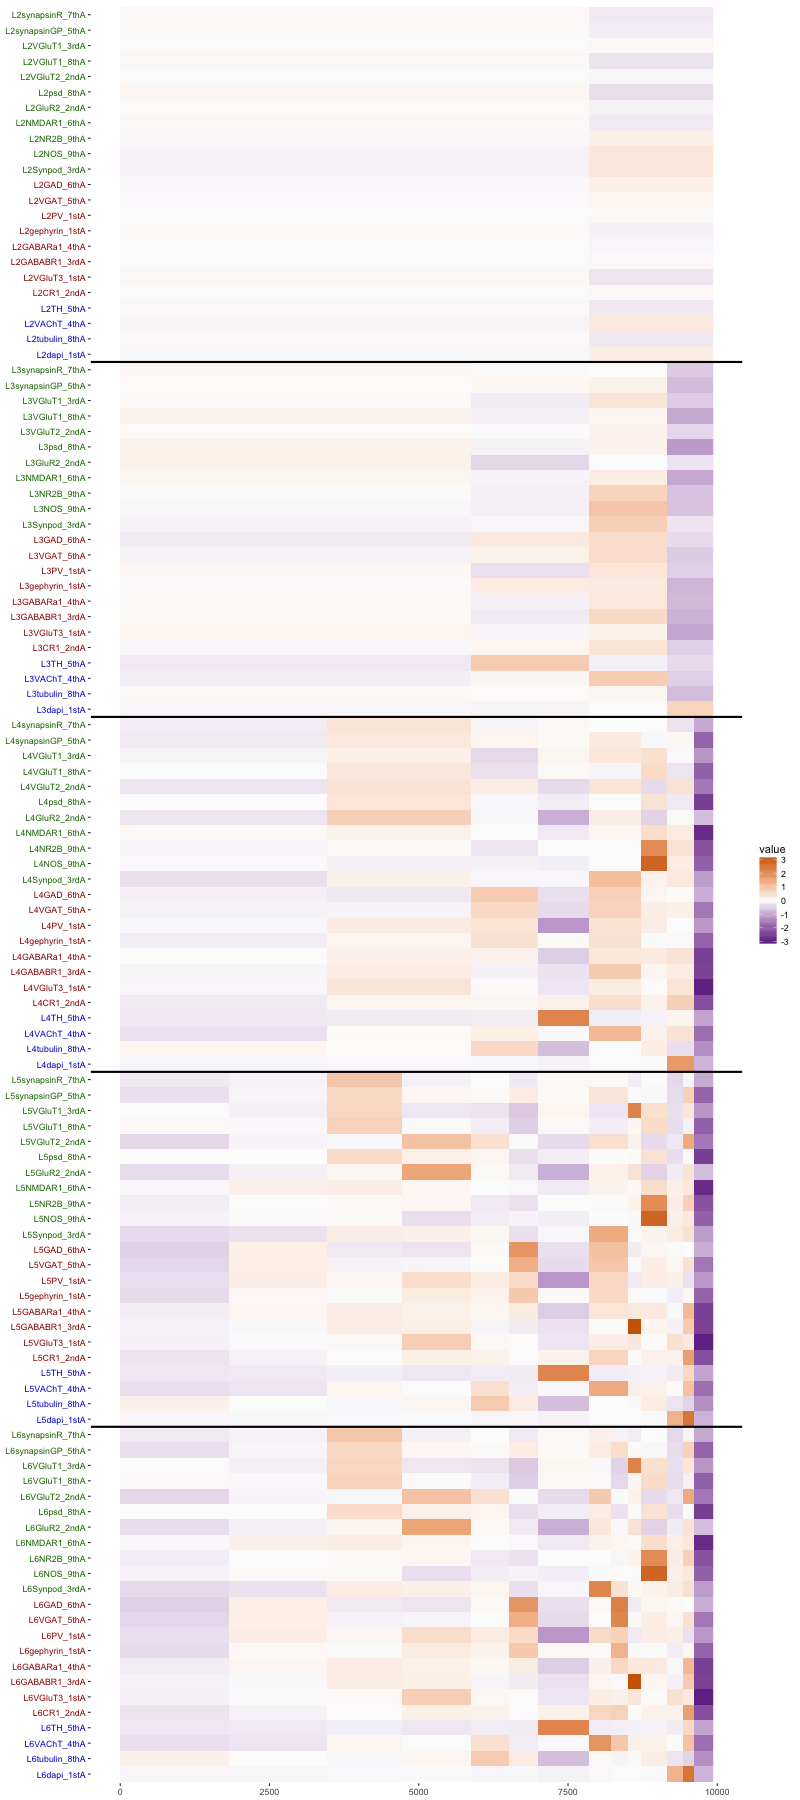 L2synapsinR_7thA
L2synapsinGP_5thA
L2VGluT1_3rdA
L2VGluT1_8thA
L2VGluT2_2ndA
L2psd_8thA
L2GluR2_2ndA
L2NMDAR1_6thA
L2NR2B_9thA
L2NOS_9thA
L2Synpod_3rdA
L2GAD_6thA
L2VGAT_5thA
L2PV_1stA
L2gephyrin_1stA
L2GABARa1_4thA
L2GABABR1_3rdA
L2VGluT3_1stA
L2CR1_2ndA
L2TH_5thA
L2VAChT_4thA
L2tubulin_8thA
L2dapi_1stA
L3synapsinR_7thA
L3synapsinGP_5thA
L3VGluT1_3rdA
L3VGluT1_8thA
L3VGluT2_2ndA
L3psd_8thA
L3GluR2_2ndA
L3NMDAR1_6thA
L3NR2B_9thA
L3NOS_9thA
L3Synpod_3rdA
L3GAD_6thA
L3VGAT_5thA
L3PV_1stA
L3gephyrin_1stA
L3GABARa1_4thA
L3GABABR1_3rdA
L3VGluT3_1stA
L3CR1_2ndA
L3TH_5thA
L3VAChT_4thA
L3tubulin_8thA
L3dapi_1stA
L4synapsinR_7thA
L4synapsinGP_5thA
L4VGluT1_3rdA
L4VGluT1_8thA
L4VGluT2_2ndA
L4psd_8thA
L4GluR2_2ndA
L4NMDAR1_6thA
L4NR2B_9thA
L4NOS_9thA
L4Synpod_3rdA
L4GAD_6thA
L4VGAT_5thA
L4PV_1stA
L4gephyrin_1stA
L4GABARa1_4thA
L4GABABR1_3rdA
L4VGluT3_1stA
L4CR1_2ndA
L4TH_5thA
L4VAChT_4thA
L4tubulin_8thA
L4dapi_1stA
L5synapsinR_7thA
L5synapsinGP_5thA
L5VGluT1_3rdA
L5VGluT1_8thA
L5VGluT2_2ndA
L5psd_8thA
L5GluR2_2ndA
L5NMDAR1_6thA
L5NR2B_9thA
L5NOS_9thA
L5Synpod_3rdA
L5GAD_6thA
L5VGAT_5thA
L5PV_1stA
L5gephyrin_1stA
L5GABARa1_4thA
L5GABABR1_3rdA
L5VGluT3_1stA
L5CR1_2ndA
L5TH_5thA
L5VAChT_4thA
L5tubulin_8thA
L5dapi_1stA
L6synapsinR_7thA
L6synapsinGP_5thA
L6VGluT1_3rdA
L6VGluT1_8thA
L6VGluT2_2ndA
L6psd_8thA
L6GluR2_2ndA
L6NMDAR1_6thA
L6NR2B_9thA
L6NOS_9thA
L6Synpod_3rdA
L6GAD_6thA
L6VGAT_5thA
L6PV_1stA
L6gephyrin_1stA
L6GABARa1_4thA
L6GABABR1_3rdA
L6VGluT3_1stA
L6CR1_2ndA
L6TH_5thA
L6VAChT_4thA
L6tubulin_8thA
L6dapi_1stA
0 2500 5000 7500 10000
value
3
2
1
0
-1
-2
-3